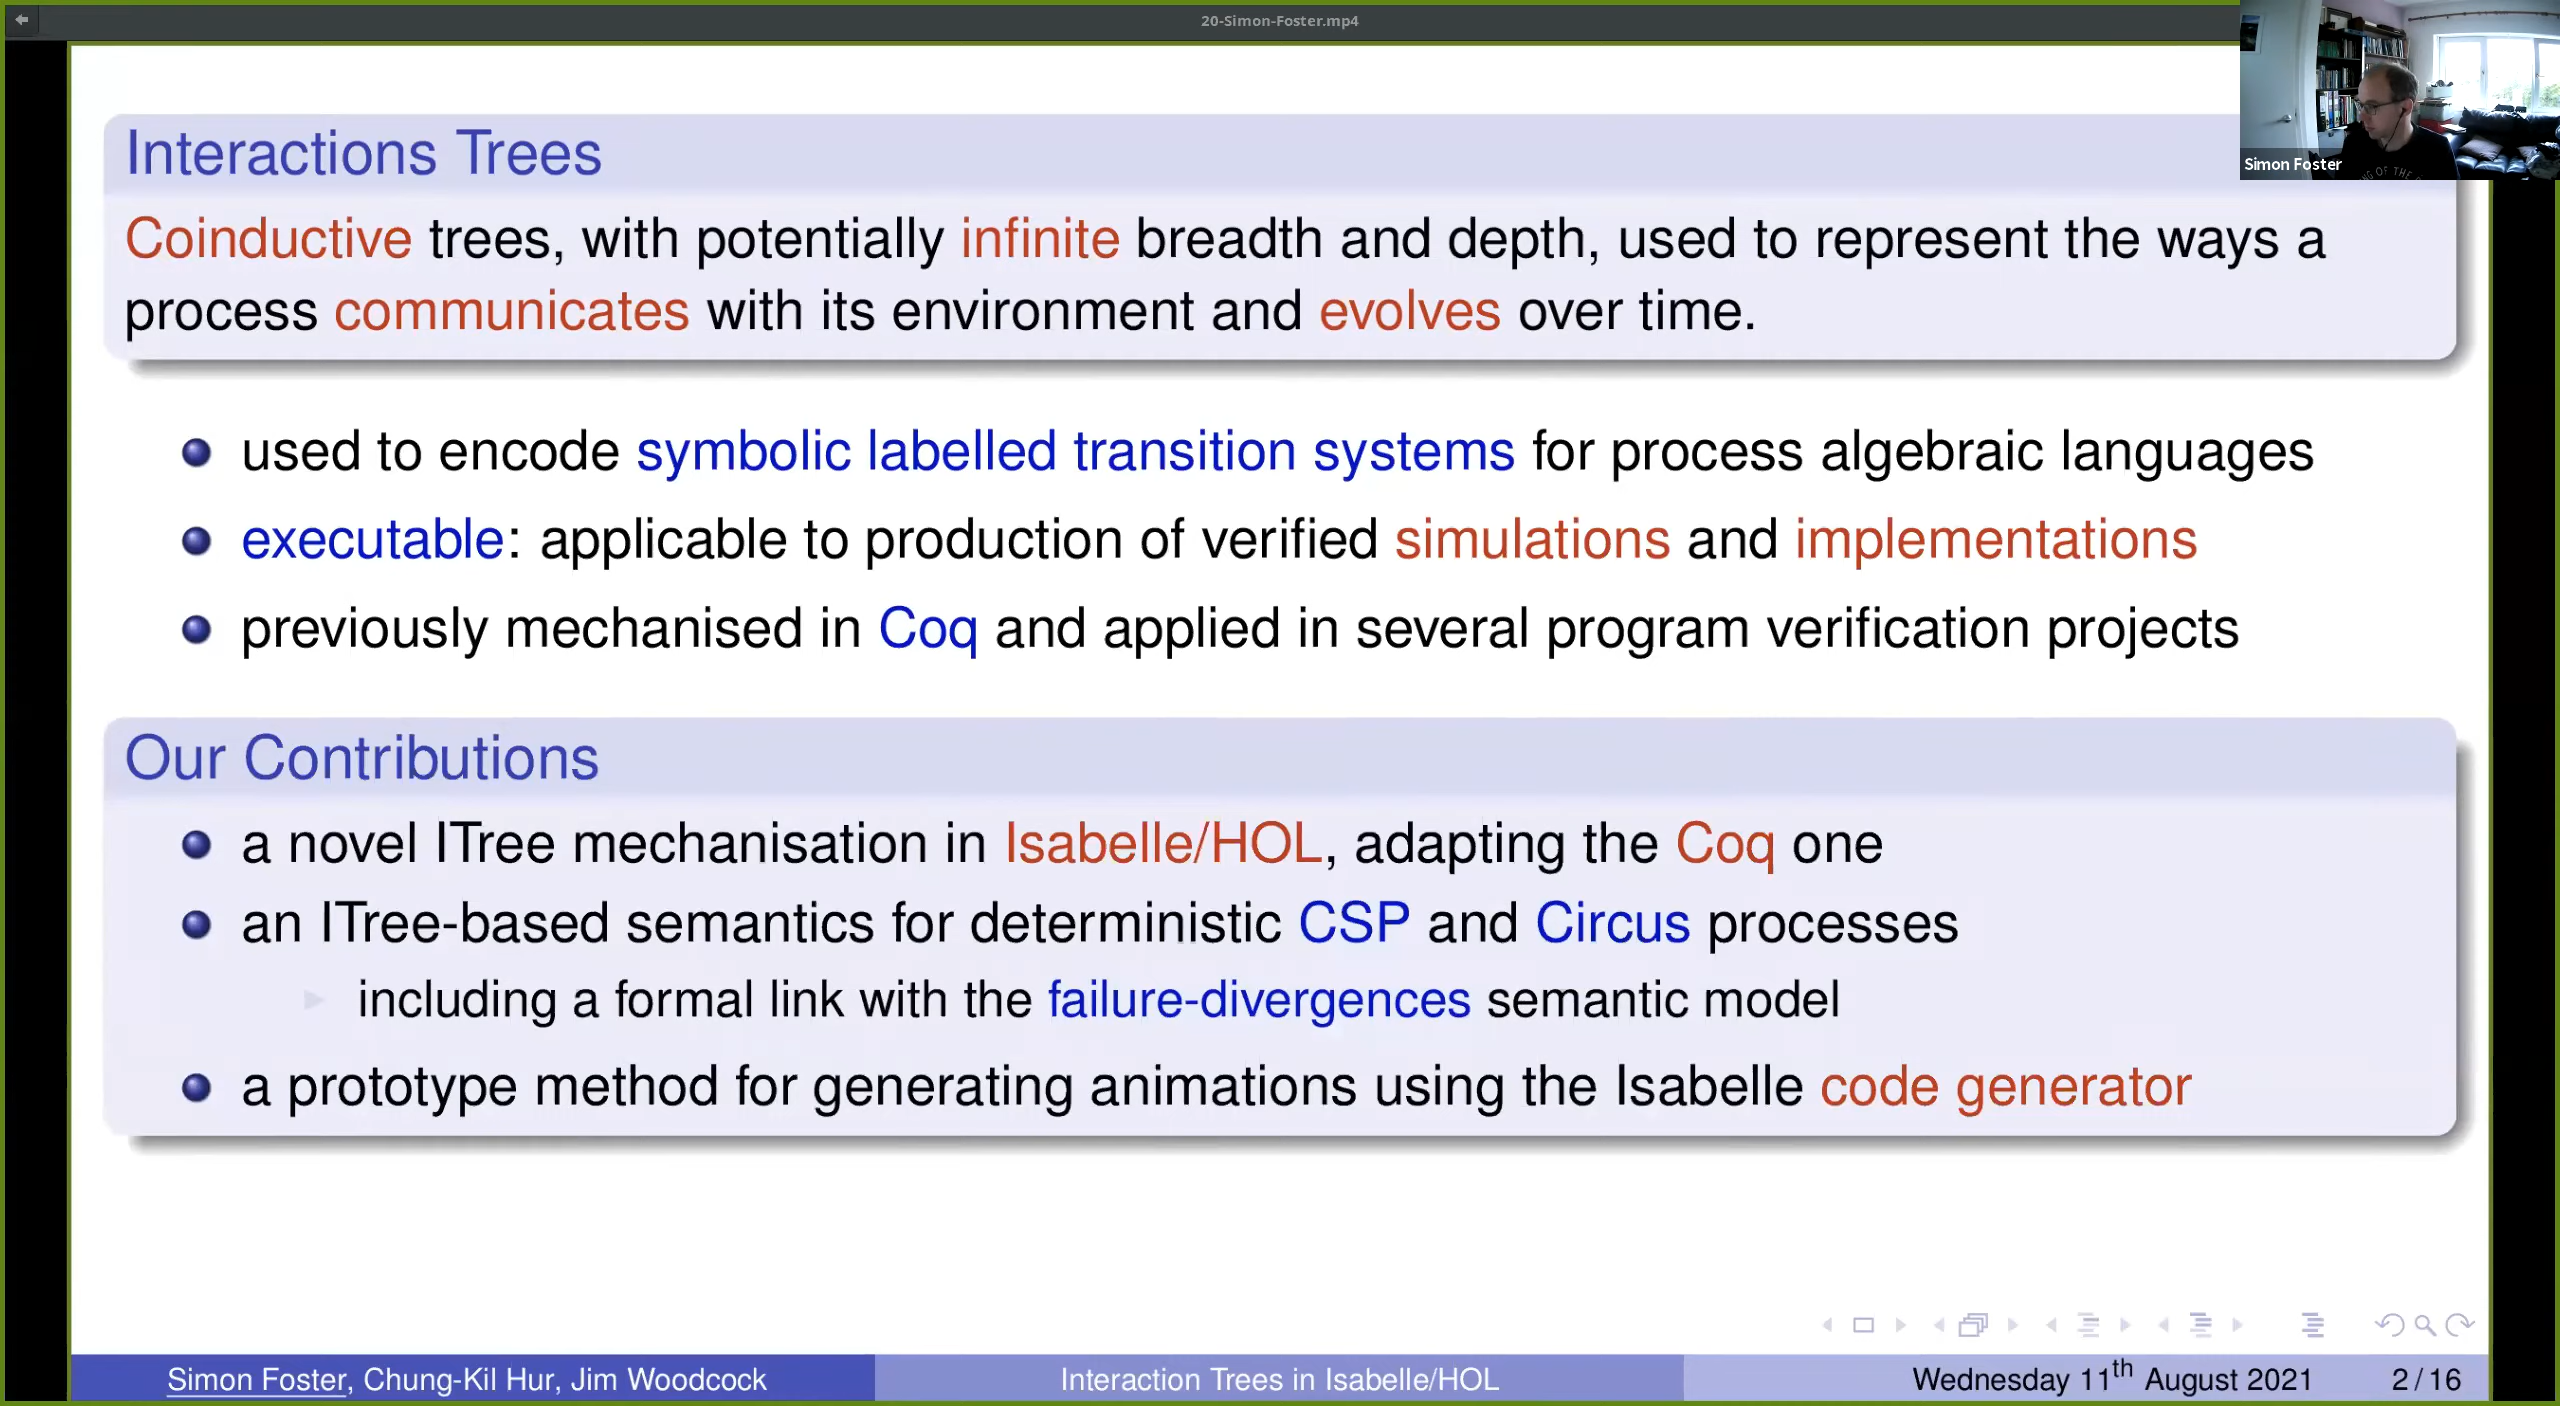 20-Simon-Foster.mp4
Simon Foster
Interactions Trees
Coinductive trees, with potentially infinite breadth and depth, used to represent the ways a
process communicates with its environment and evolves over time.
used to encode symbolic labelled transition systems for process algebraic languages
executable: applicable to production of verified simulations and implementations
previously mechanised in Coq and applied in several program verification projects
Our Contributions
a novel ITree mechanisation in Isabelle/HOL, adapting the Coq one
an ITree-based semantics for deterministic CSP and Circus processes
including a formal link with the failure-divergences semantic model
a prototype method for generating animations using the Isabelle code generator
Simon Foster, Chung-Kil Hur, Jim Woodcock
Interaction Trees in Isabelle/HOL
Wednesday 11th August 2021
2 / 16